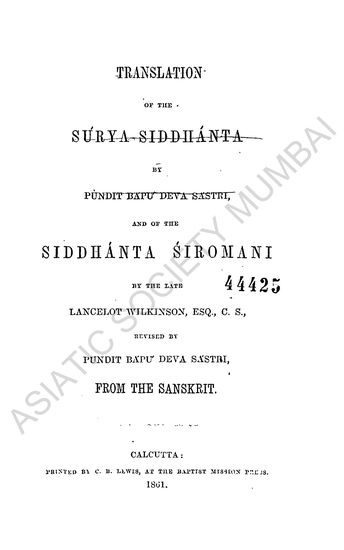 TRANSLATION
OF THE
SÚRYA-SIDDHÁNTA
BY
PUNDIT BÁPÚ DEVA SÁSTRI,
AND OF THE
SIDDHÁNTA ŚIROMANI
BY THE LATE
44425
LANCELOT WILKINSON, ESQ., C. S.,
REVISED BY
PUNDIT BÁPÚ DEVA SÁSTRI,
FROM THE SANSKRIT.
CALCUTTA:
PRINTED BY C. B. LEWIS, AT THE BAPTIST MISSION PRESS.
1861.
ASIATIC SOCIETY MUMBAI